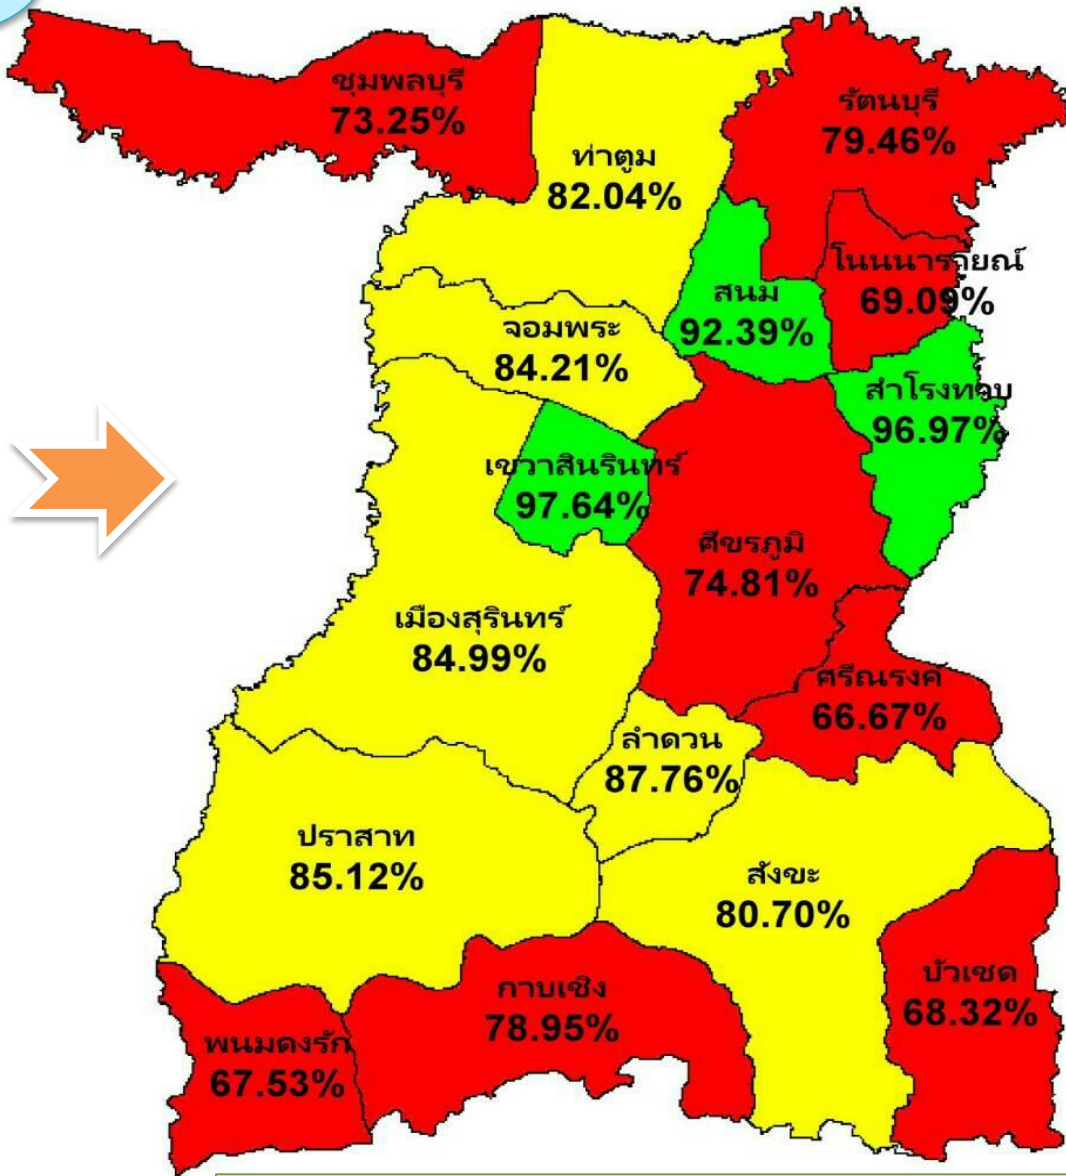 ชุมพลบุรี
73.25%
รัตนบุรี
79.46%
ท่าตูม
82.04%
โนนนารายณ์
69.09%
สนม
92.39%
จอมพระ
84.21%
สำโรงทาบ
96.97%
เขวาสินรินทร์
97.64%
ศีขรภูมิ
74.81%
เมืองสุรินทร์
84.99%
ศรีณรงค์
66.67%
ลำดวน
87.76%
ปราสาท
85.12%
สังขะ
80.70%
บัวเชด
68.32%
กาบเชิง
78.95%
พนมดงรัก
67.53%